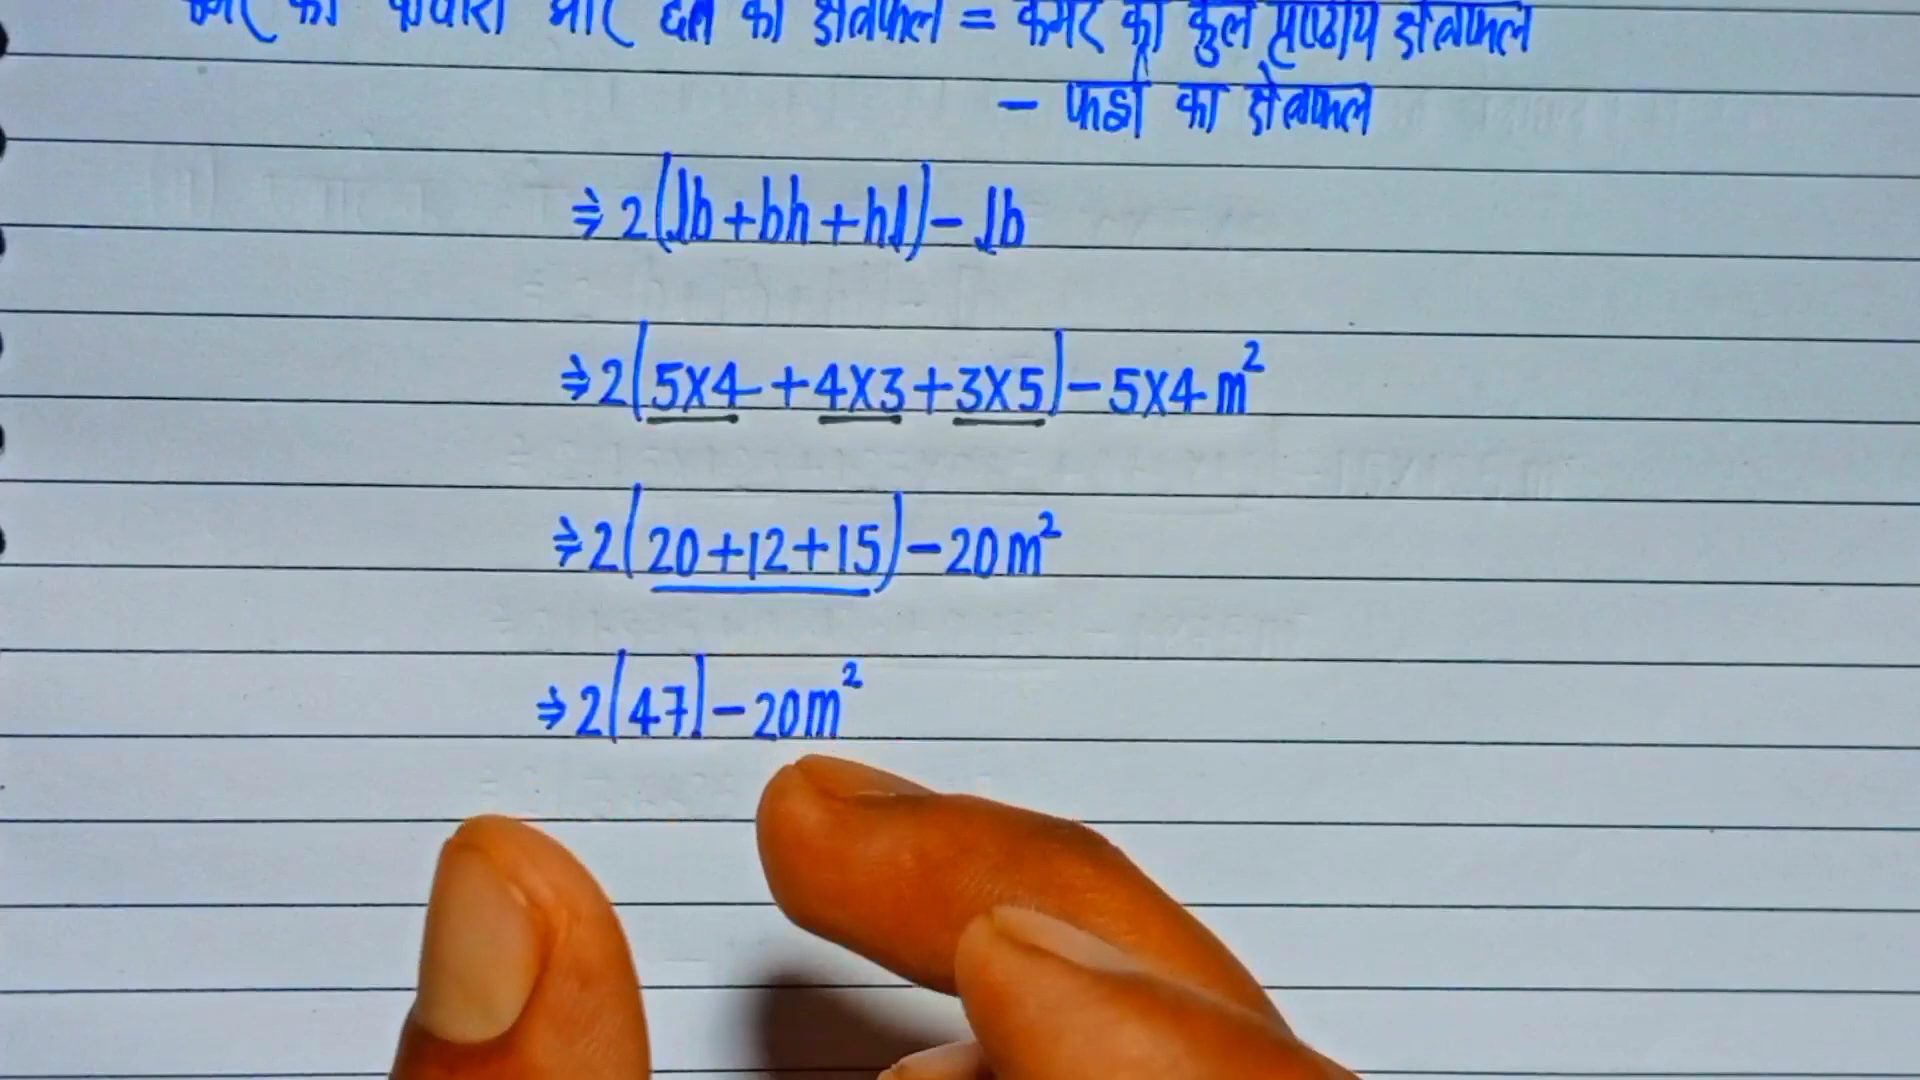 का दीवारों और छत का क्षेत्रफल = कमरे का कुल पृष्ठीय क्षेत्रफल
- फर्श का क्षेत्रफल
⇒ 2(lb+bh+hl)-lb
⇒ 2(5×4+4×3+3×5)-5×4 m²
⇒ 2(20+12+15)-20m²
⇒ 2(47)-20m²